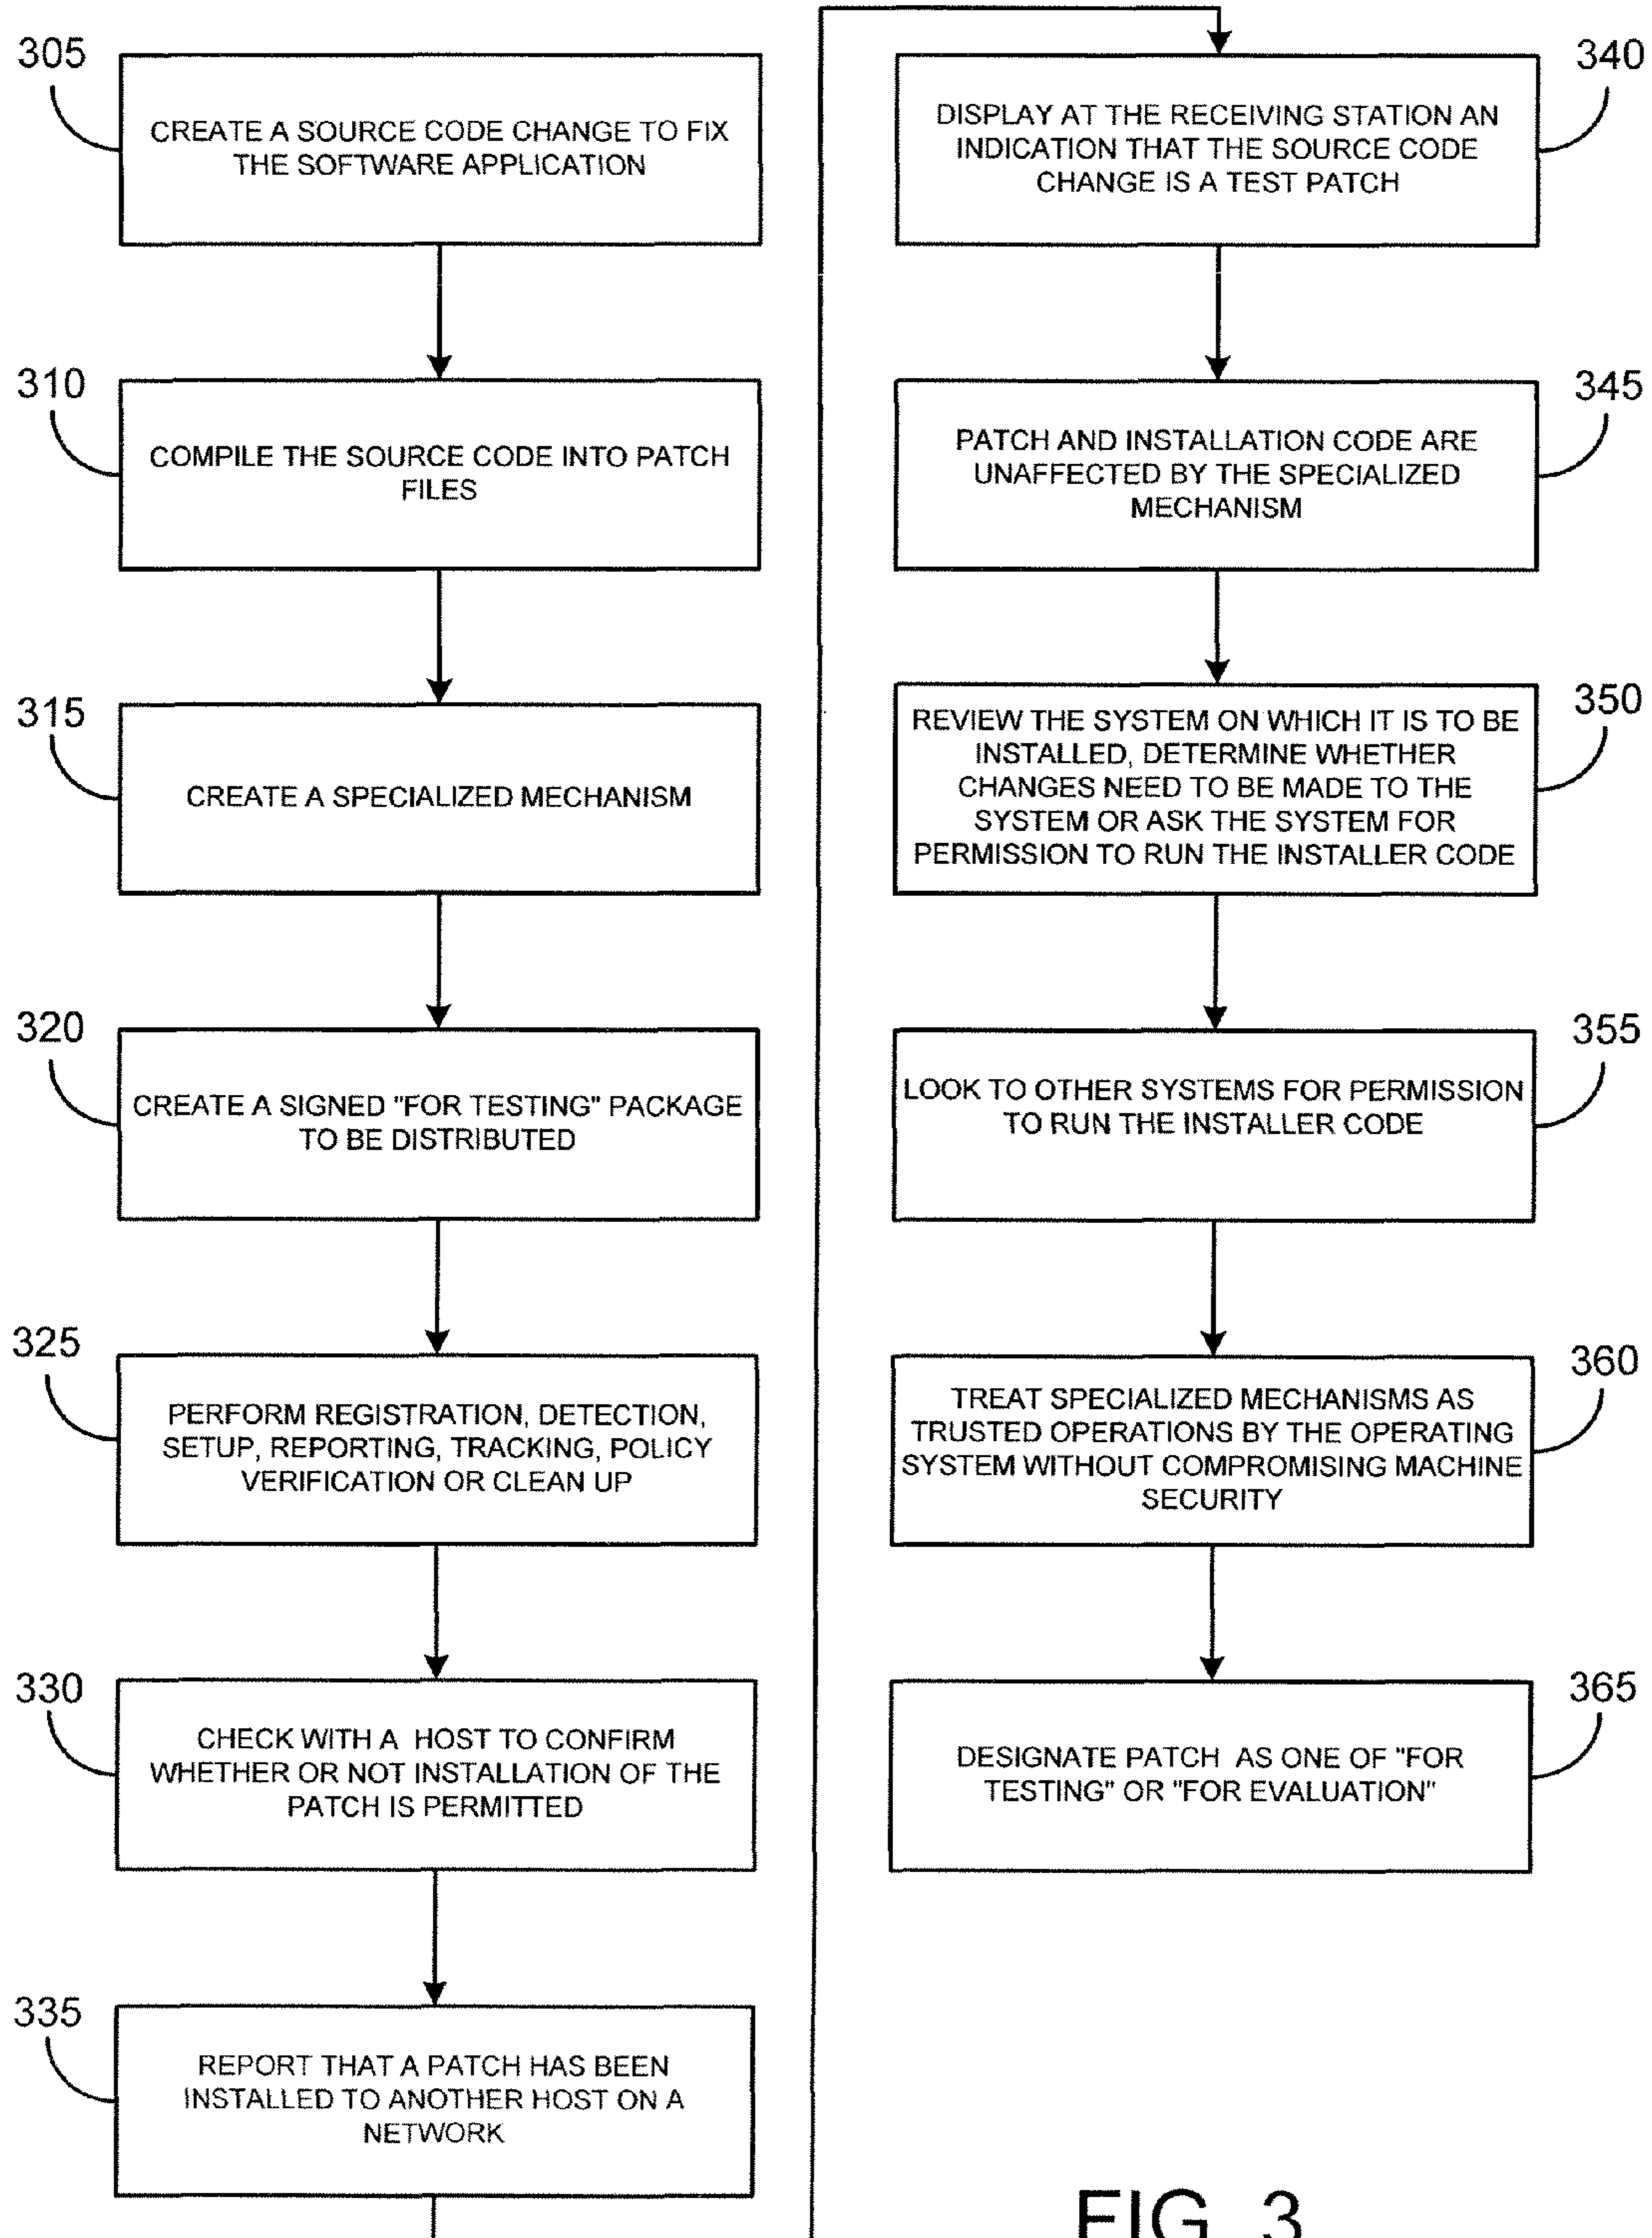 305
CREATE A SOURCE CODE CHANGE TO FIX
THE SOFTWARE APPLICATION
310
COMPILE THE SOURCE CODE INTO PATCH
FILES
315
CREATE A SPECIALIZED MECHANISM
320
CREATE A SIGNED "FOR TESTING" PACKAGE
TO BE DISTRIBUTED
325
PERFORM REGISTRATION, DETECTION,
SETUP, REPORTING, TRACKING, POLICY
VERIFICATION OR CLEAN UP
330
CHECK WITH A HOST TO CONFIRM
WHETHER OR NOT INSTALLATION OF THE
PATCH IS PERMITTED
335
REPORT THAT A PATCH HAS BEEN
INSTALLED TO ANOTHER HOST ON A
NETWORK
340
DISPLAY AT THE RECEIVING STATION AN
INDICATION THAT THE SOURCE CODE
CHANGE IS A TEST PATCH
345
PATCH AND INSTALLATION CODE ARE
UNAFFECTED BY THE SPECIALIZED
MECHANISM
350
REVIEW THE SYSTEM ON WHICH IT IS TO BE
INSTALLED, DETERMINE WHETHER
CHANGES NEED TO BE MADE TO THE
SYSTEM OR ASK THE SYSTEM FOR
PERMISSION TO RUN THE INSTALLER CODE
355
LOOK TO OTHER SYSTEMS FOR PERMISSION
TO RUN THE INSTALLER CODE
360
TREAT SPECIALIZED MECHANISMS AS
TRUSTED OPERATIONS BY THE OPERATING
SYSTEM WITHOUT COMPROMISING MACHINE
SECURITY
365
DESIGNATE PATCH AS ONE OF "FOR
TESTING" OR "FOR EVALUATION"
FIG. 3